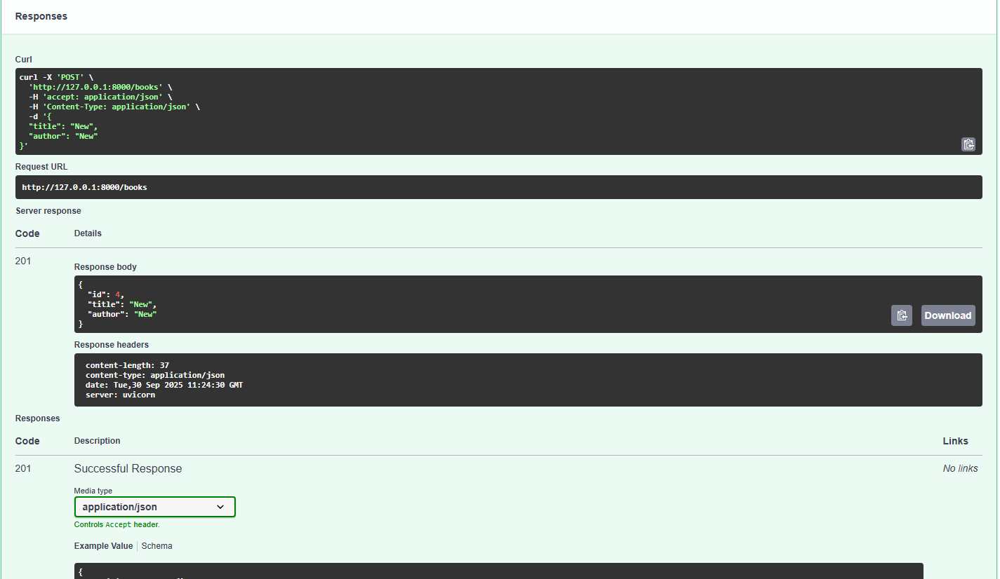 Responses
Curl
curl -X 'POST' \
'http://127.0.0.1:8000/books' \
-H 'accept: application/json' \
-H 'Content-Type: application/json' \
-d '{
"title": "New",
"author": "New"
}'
Request URL
http://127.0.0.1:8000/books
Server response
Code Details
201
Response body
{
"id": 4,
"title": "New",
"author": "New"
}
Download
Response headers
content-length: 37
content-type: application/json
date: Tue,30 Sep 2025 11:24:30 GMT
server: uvicorn
Responses
Code Description Links
201 Successful Response No links
Media type
application/json
Controls Accept header.
Example Value Schema
{